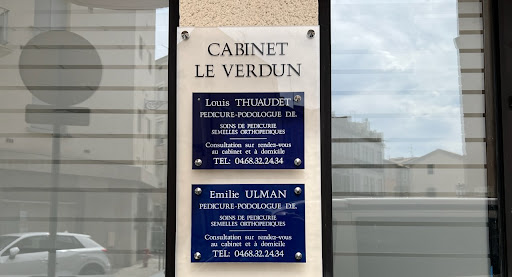 CABINET
LE VERDUN
Louis THUAUDET
PEDICURE-PODOLOGUE D.E.
SOINS DE PEDICURIE
SEMELLES ORTHOPEDIQUES
Consultation sur rendez-vous
au cabinet et à domicile
TEL: 04.68.32.24.34
Emilie ULMAN
PEDICURE-PODOLOGUE D.E.
SOINS DE PEDICURIE
SEMELLES ORTHOPEDIQUES
Consultation sur rendez-vous
au cabinet et à domicile
TEL: 04.68.32.24.34